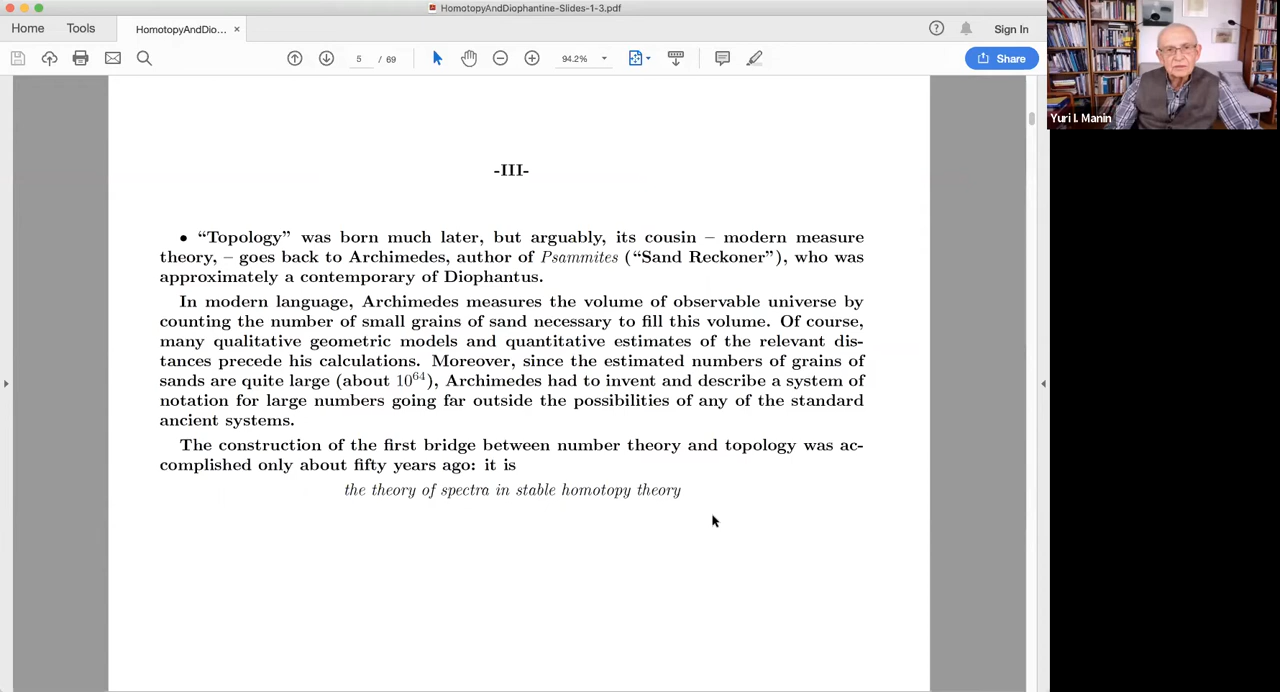 HomotopyAndDiophantine-Slides-1-3.pdf
Home Tools HomotopyAndDio... × Sign In
5 / 69 94.2% Share
Yuri I. Manin
-III-
• “Topology” was born much later, but arguably, its cousin – modern measure
theory, – goes back to Archimedes, author of Psammites (“Sand Reckoner”), who was
approximately a contemporary of Diophantus.
In modern language, Archimedes measures the volume of observable universe by
counting the number of small grains of sand necessary to fill this volume. Of course,
many qualitative geometric models and quantitative estimates of the relevant dis-
tances precede his calculations. Moreover, since the estimated numbers of grains of
sands are quite large (about 10^64), Archimedes had to invent and describe a system of
notation for large numbers going far outside the possibilities of any of the standard
ancient systems.
The construction of the first bridge between number theory and topology was ac-
complished only about fifty years ago: it is
the theory of spectra in stable homotopy theory